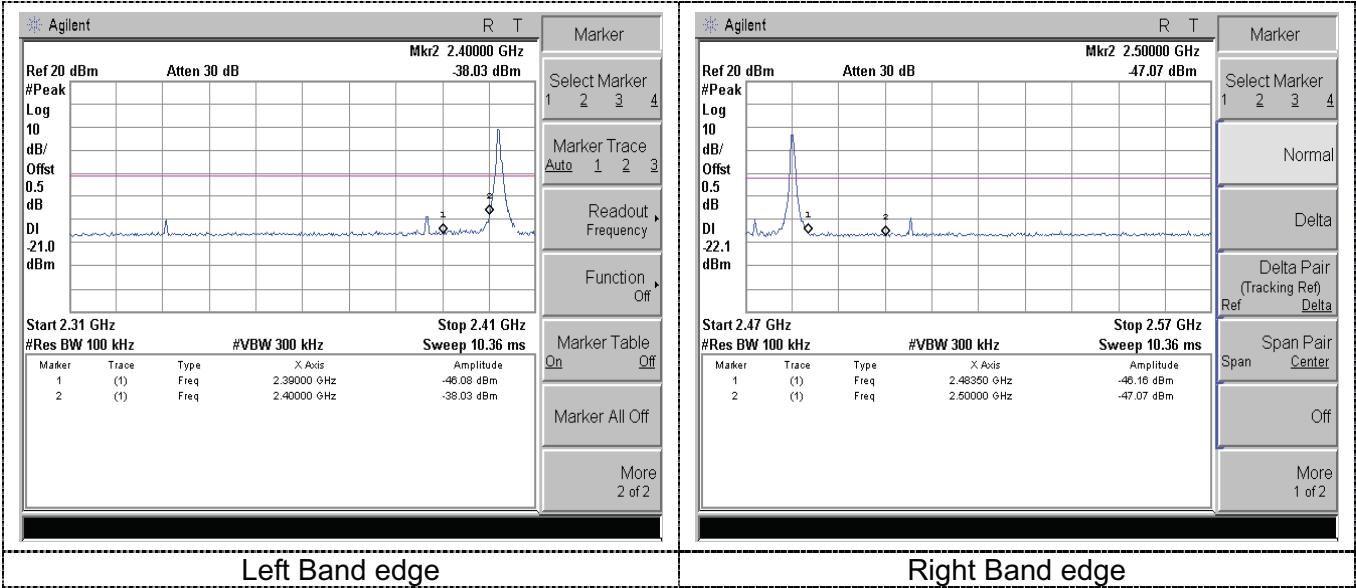 Agilent R T
Mkr2 2.40000 GHz
Ref 20 dBm Atten 30 dB -38.03 dBm
#Peak
Log
10
dB/
Offst
0.5
dB
DI
-21.0
dBm
1
2
Start 2.31 GHz Stop 2.41 GHz
#Res BW 100 kHz #VBW 300 kHz Sweep 10.36 ms
Marker Trace Type X Axis Amplitude
1 (1) Freq 2.39000 GHz -46.08 dBm
2 (1) Freq 2.40000 GHz -38.03 dBm
Marker
Select Marker
1 2 3 4
Marker Trace
Auto 1 2 3
Readout
Frequency
Function
Off
Marker Table
On Off
Marker All Off
More
2 of 2
Left Band edge
Agilent R T
Mkr2 2.50000 GHz
Ref 20 dBm Atten 30 dB -47.07 dBm
#Peak
Log
10
dB/
Offst
0.5
dB
DI
-22.1
dBm
1
2
Start 2.47 GHz Stop 2.57 GHz
#Res BW 100 kHz #VBW 300 kHz Sweep 10.36 ms
Marker Trace Type X Axis Amplitude
1 (1) Freq 2.48350 GHz -46.16 dBm
2 (1) Freq 2.50000 GHz -47.07 dBm
Marker
Select Marker
1 2 3 4
Normal
Delta
Delta Pair
(Tracking Ref)
Ref Delta
Span Pair
Span Center
Off
More
1 of 2
Right Band edge